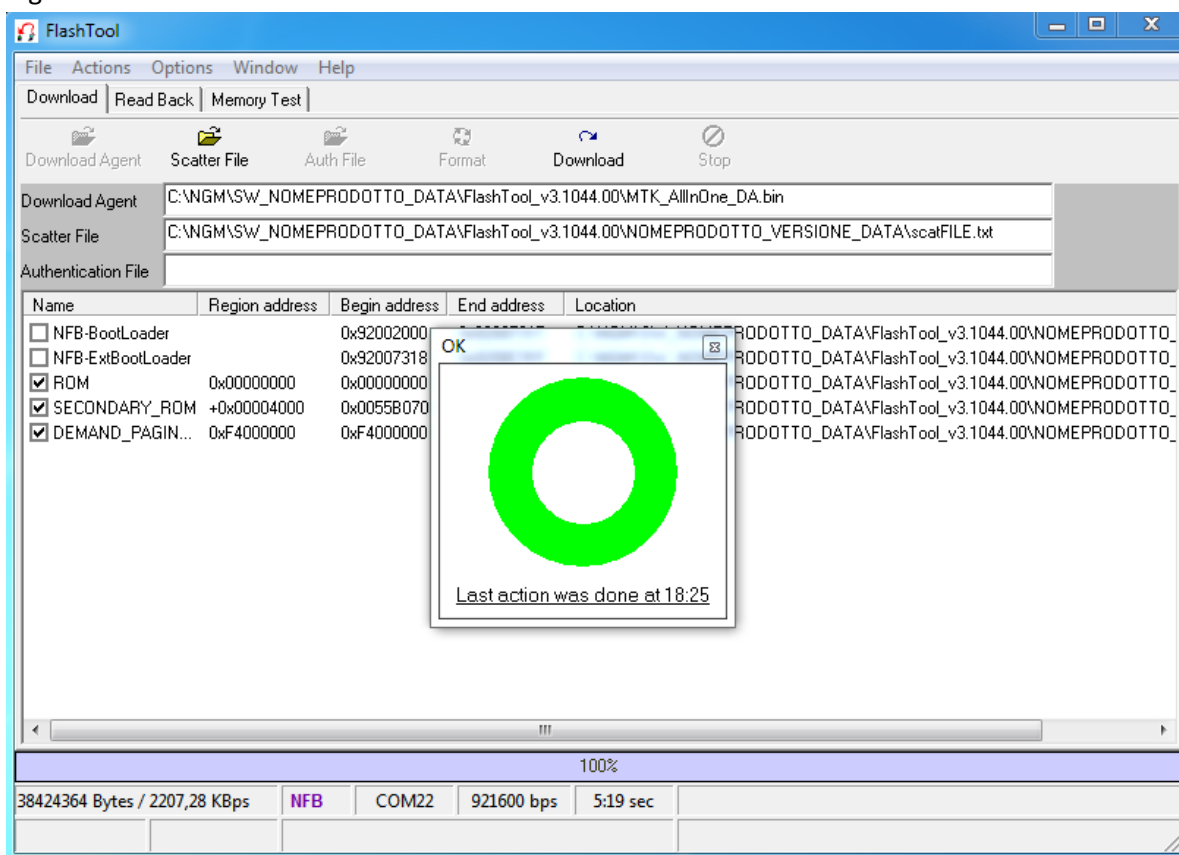 FlashTool
File Actions Options Window Help
Download Read Back Memory Test
Download Agent Scatter File Auth File Format Download Stop
Download Agent C:\NGM\SW_NOMEPRODOTTO_DATA\FlashTool_v3.1044.00\MTK_AllInOne_DA.bin
Scatter File C:\NGM\SW_NOMEPRODOTTO_DATA\FlashTool_v3.1044.00\NOMEPRODOTTO_VERSIONE_DATA\scatFILE.txt
Authentication File
Name Region address Begin address End address Location
NFB-BootLoader 0x92002000 RODOTTO_DATA\FlashTool_v3.1044.00\NOMEPRODOTTO_
NFB-ExtBootLoader 0x92007318 RODOTTO_DATA\FlashTool_v3.1044.00\NOMEPRODOTTO_
ROM 0x00000000 0x00000000 RODOTTO_DATA\FlashTool_v3.1044.00\NOMEPRODOTTO_
SECONDARY_ROM +0x00004000 0x0055B070 RODOTTO_DATA\FlashTool_v3.1044.00\NOMEPRODOTTO_
DEMAND_PAGIN... 0xF4000000 0xF4000000 RODOTTO_DATA\FlashTool_v3.1044.00\NOMEPRODOTTO_
OK
Last action was done at 18:25
100%
38424364 Bytes / 2207,28 KBps NFB COM22 921600 bps 5:19 sec